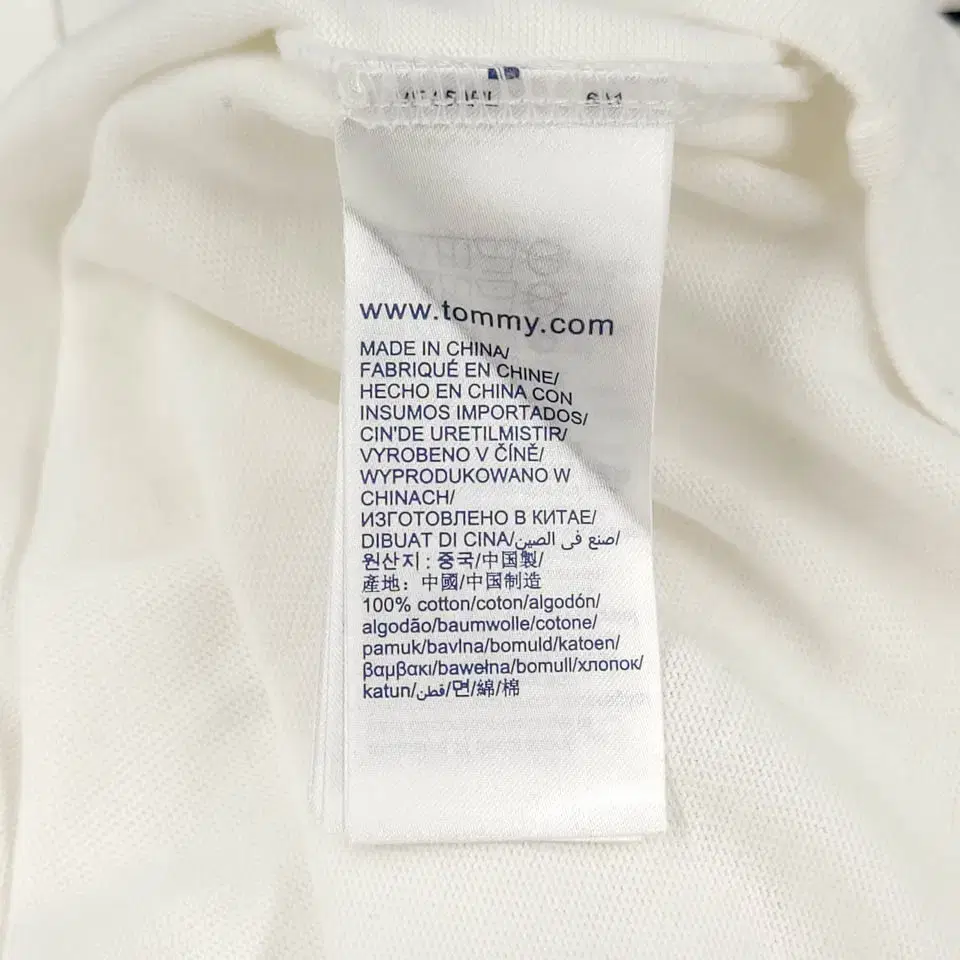 www.tommy.com
MADE IN CHINA/
FABRIQUÉ EN CHINE/
HECHO EN CHINA CON
INSUMOS IMPORTADOS/
CIN'DE URETILMISTIR/
VYROBENO V ČÍNĚ/
WYPRODUKOWANO W
CHINACH/
ИЗГОТОВЛЕНО В КИТАЕ/
DIBUAT DI CINA/صنع في الصين/
원산지 : 중국/中国製/
產地：中國/中国制造
100% cotton/coton/algodón/
algodão/baumwolle/cotone/
pamuk/bavlna/bomuld/katoen/
βαμβακι/bawełna/bomull/хлопок/
katun/قطن/면/綿/棉